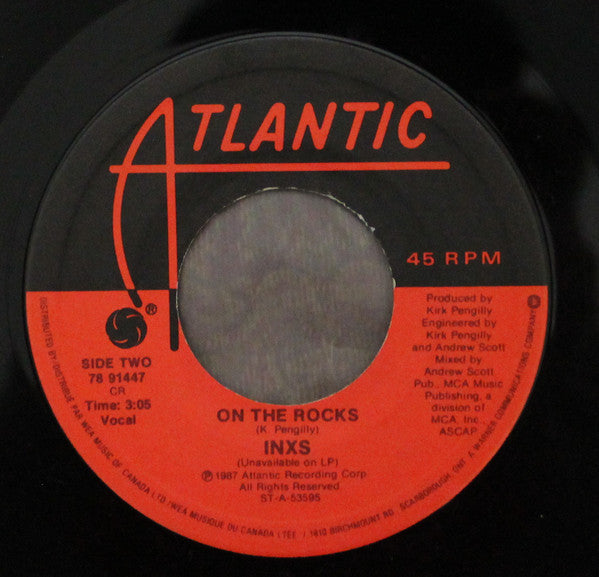 ATLANTIC
45 RPM
®
SIDE TWO
78 91447
CR
Time: 3:05
Vocal
Produced by
Kirk Pengilly
Engineered by
Kirk Pengilly
and Andrew Scott
Mixed by
Andrew Scott
Pub., MCA Music
Publishing, a
division of
MCA, Inc.,
ASCAP
ON THE ROCKS
(K. Pengilly)
INXS
(Unavailable on LP)
℗ 1987 Atlantic Recording Corp.
All Rights Reserved
ST-A-53595
DISTRIBUTED BY/DISTRIBUÉ PAR WEA MUSIC OF CANADA LTD./WEA MUSIQUE DU CANADA LTÉE / 1810 BIRCHMOUNT RD. SCARBOROUGH, ONT. A WARNER COMMUNICATIONS COMPANY